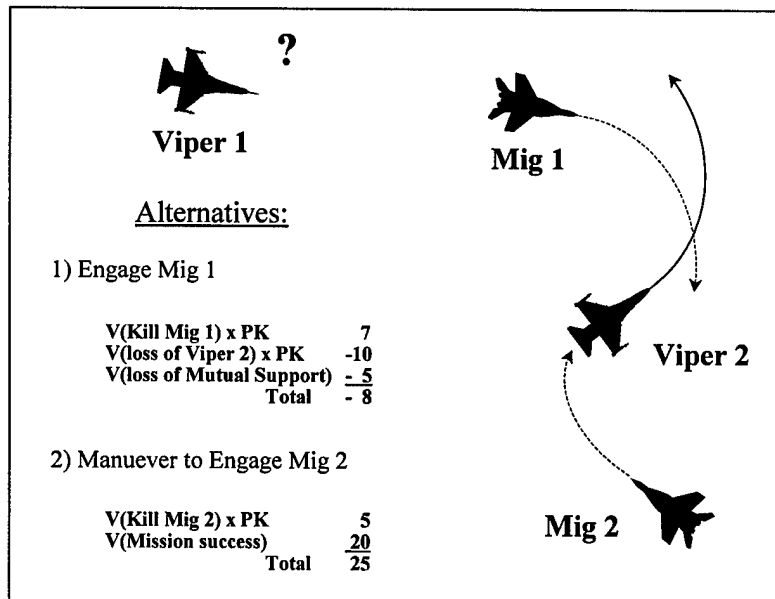 ?
Viper 1
Mig 1
Alternatives:
1) Engage Mig 1
V(Kill Mig 1) x PK 7
V(loss of Viper 2) x PK -10
V(loss of Mutual Support) - 5
Total - 8
Viper 2
2) Manuever to Engage Mig 2
V(Kill Mig 2) x PK 5
V(Mission success) 20
Total 25
Mig 2